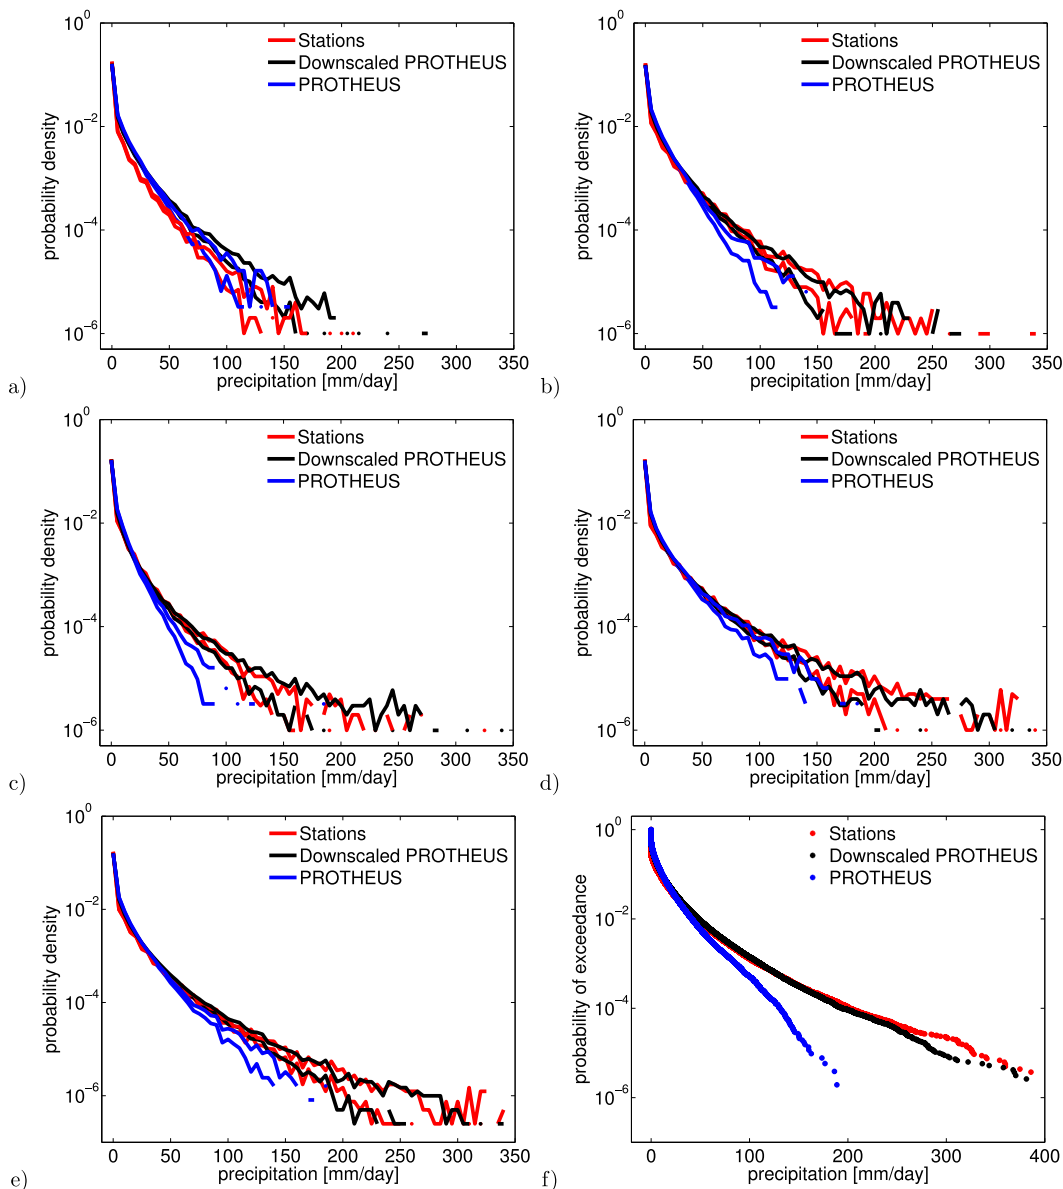 10^0
10^−2
10^−4
10^−6
probability density
Stations
Downscaled PROTHEUS
PROTHEUS
0 50 100 150 200 250 300 350
precipitation [mm/day]
a)
10^0
10^−2
10^−4
10^−6
probability density
Stations
Downscaled PROTHEUS
PROTHEUS
0 50 100 150 200 250 300 350
precipitation [mm/day]
b)
10^0
10^−2
10^−4
10^−6
probability density
Stations
Downscaled PROTHEUS
PROTHEUS
0 50 100 150 200 250 300 350
precipitation [mm/day]
c)
10^0
10^−2
10^−4
10^−6
probability density
Stations
Downscaled PROTHEUS
PROTHEUS
0 50 100 150 200 250 300 350
precipitation [mm/day]
d)
10^0
10^−2
10^−4
10^−6
probability density
Stations
Downscaled PROTHEUS
PROTHEUS
0 50 100 150 200 250 300 350
precipitation [mm/day]
e)
10^0
10^−2
10^−4
10^−6
probability of exceedance
Stations
Downscaled PROTHEUS
PROTHEUS
0 100 200 300 400
precipitation [mm/day]
f)